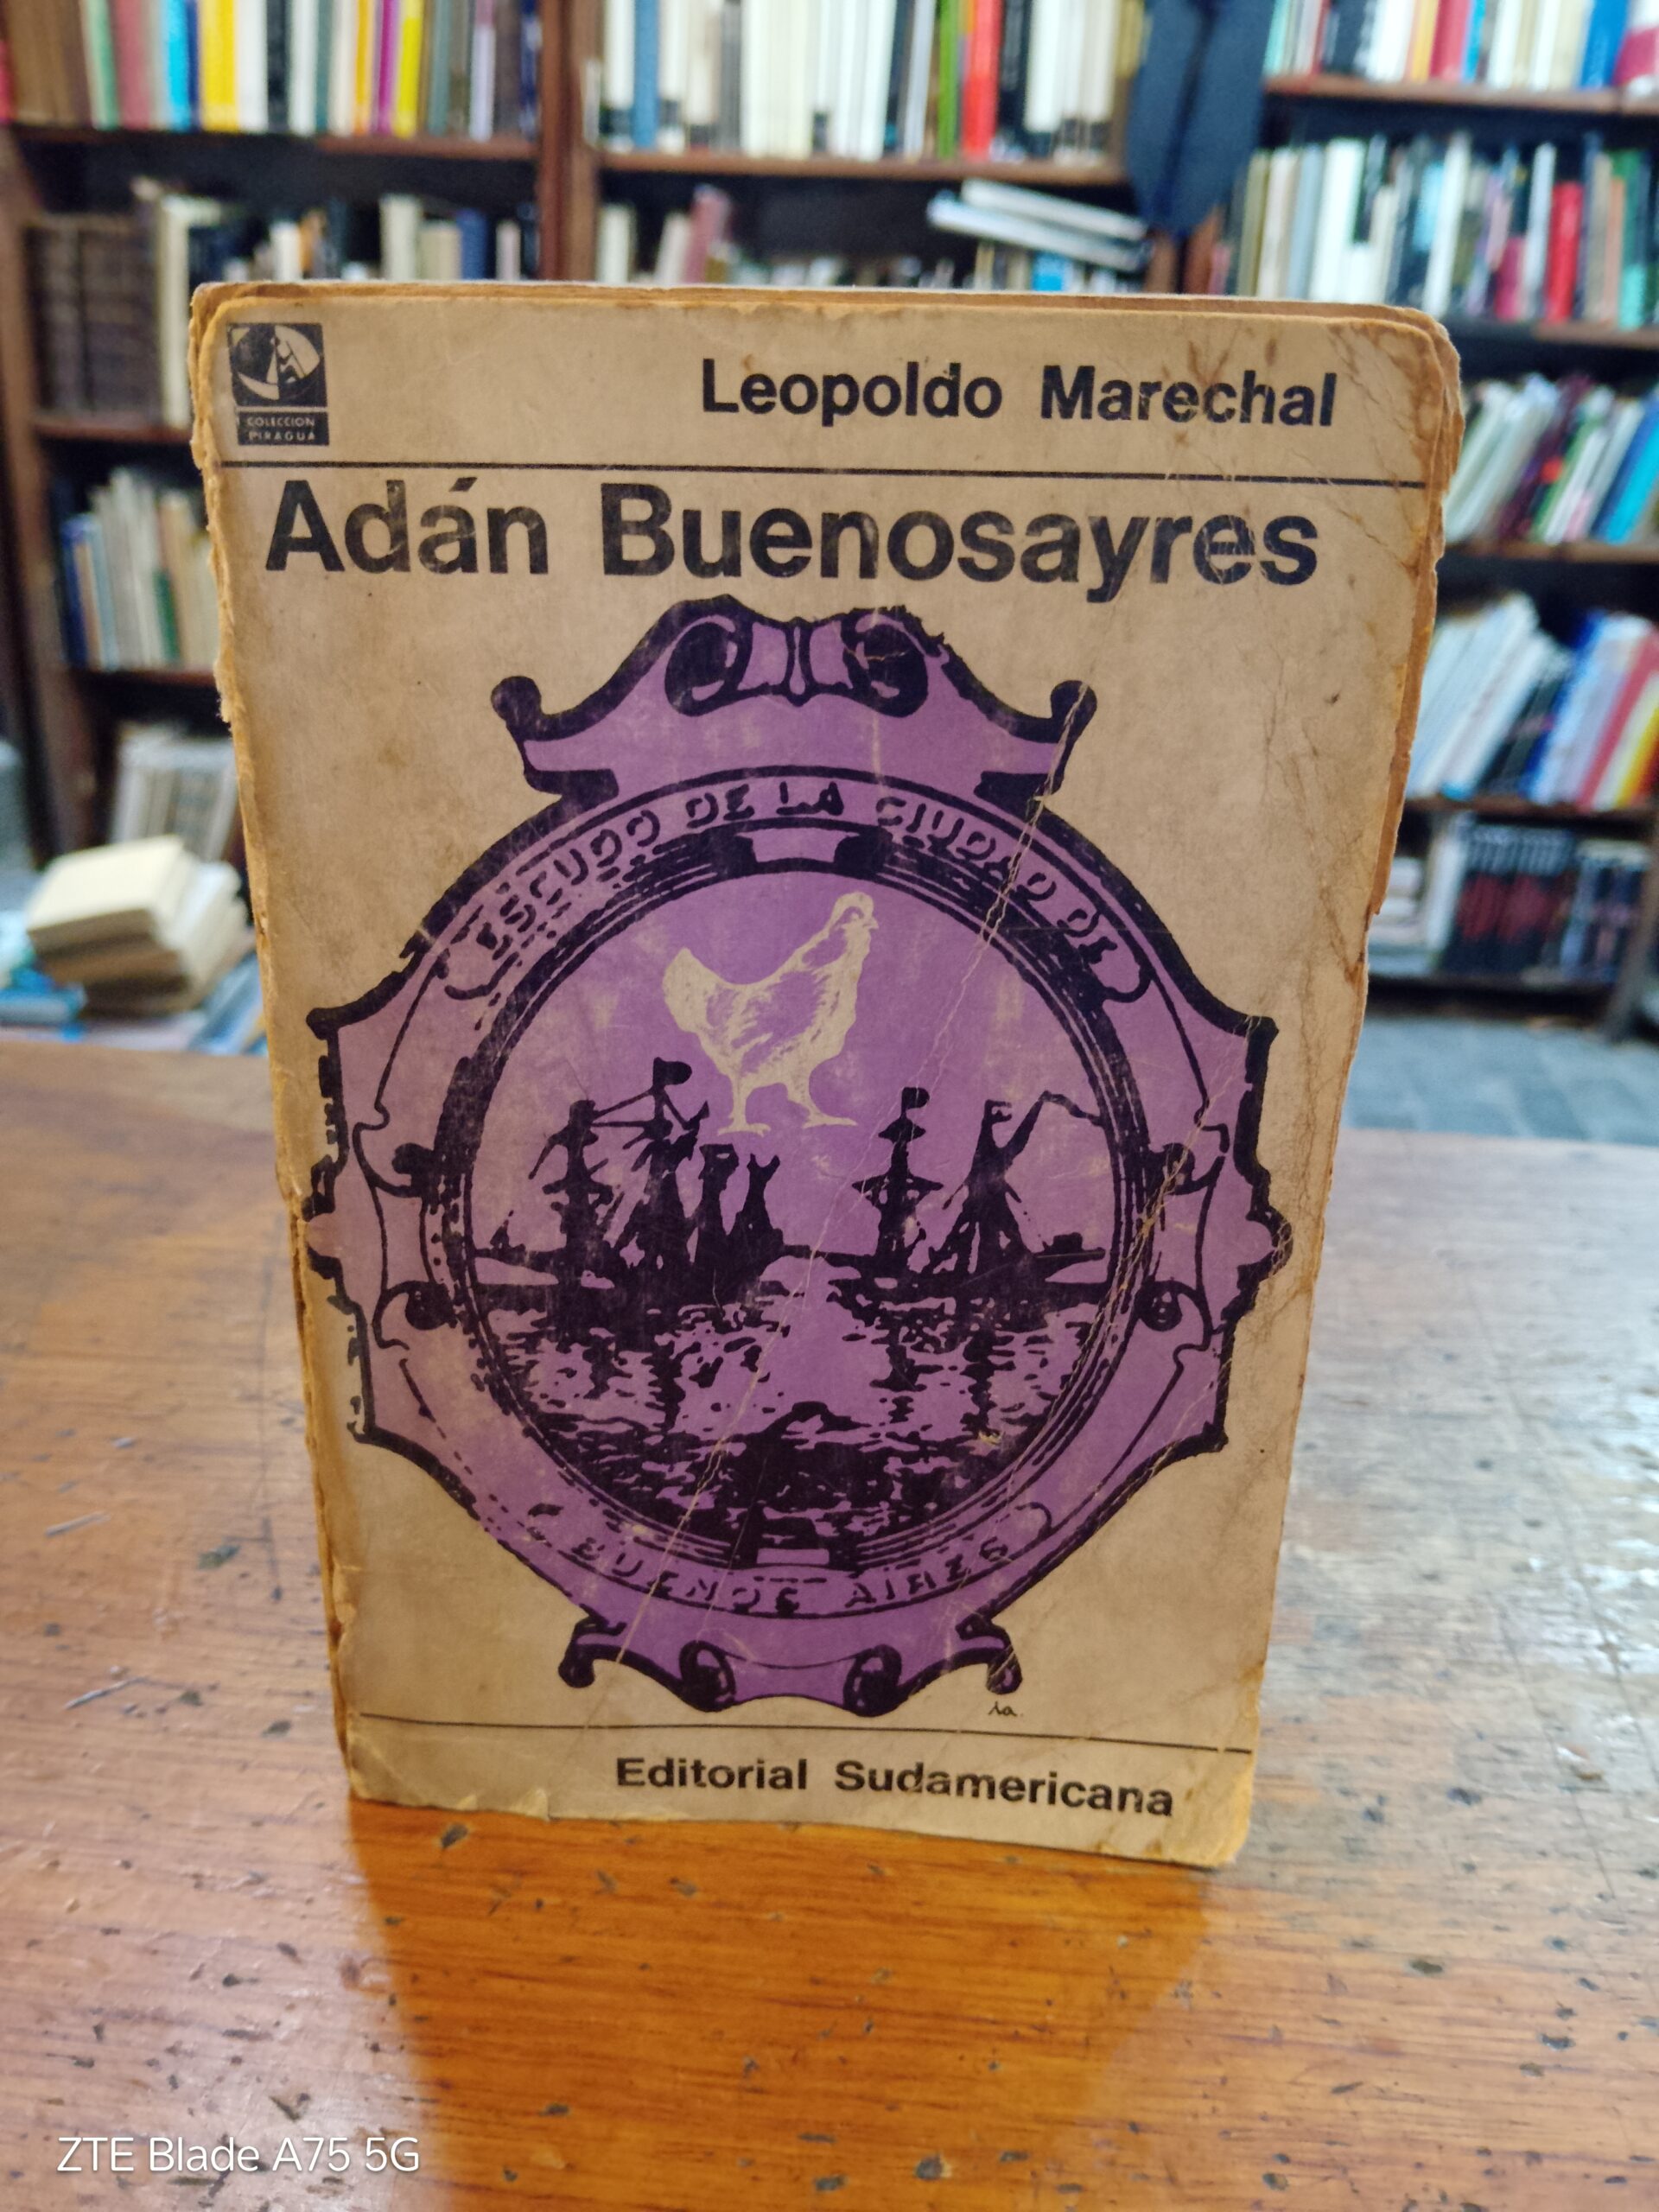 COLECCION
PIRAGUA
Leopoldo Marechal
Adán Buenosayres
ESCUDO DE LA CIUDAD DE
BUENOS AIRES
ia.
Editorial Sudamericana
ZTE Blade A75 5G